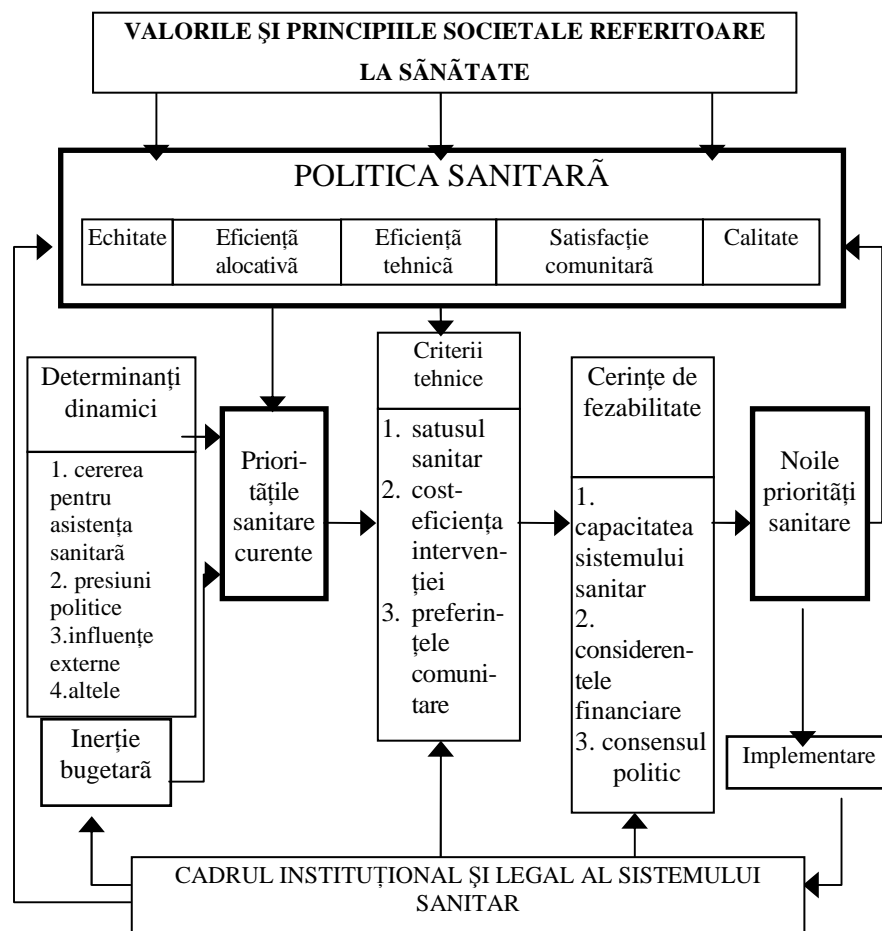 VALORILE ŞI PRINCIPIILE SOCIETALE REFERITOARE
LA SÃNÃTATE
POLITICA SANITARÃ
Echitate
Eficienţã
alocativã
Eficienţã
tehnicã
Satisfacţie
comunitarã
Calitate
Determinanţi
dinamici
1. cererea
pentru
asistenţa
sanitarã
2. presiuni
politice
3.influenţe
externe
4.altele
Inerţie
bugetarã
Priori-
tãţile
sanitare
curente
Criterii
tehnice
1. satusul
sanitar
2. cost-
eficienţa
interven-
ţiei
3. preferin-
ţele
comuni-
tare
Cerinţe de
fezabilitate
1.
capacitatea
sistemului
sanitar
2.
consideren-
tele
financiare
3. consensul
politic
Noile
prioritãţi
sanitare
Implementare
CADRUL INSTITUŢIONAL ŞI LEGAL AL SISTEMULUI
SANITAR